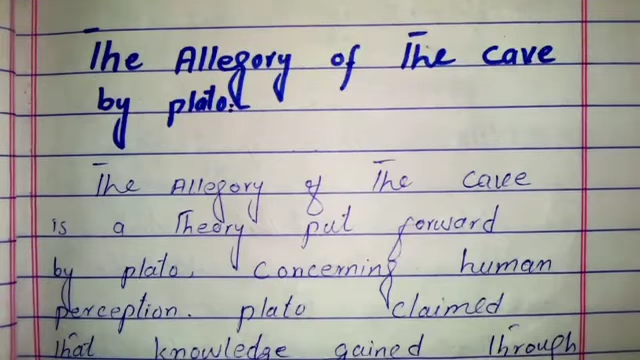 The Allegory of The cave
by plato.
The Allegory of The cave
is a Theory put forward
by plato, concerning human
perception. plato claimed
that knowledge gained through